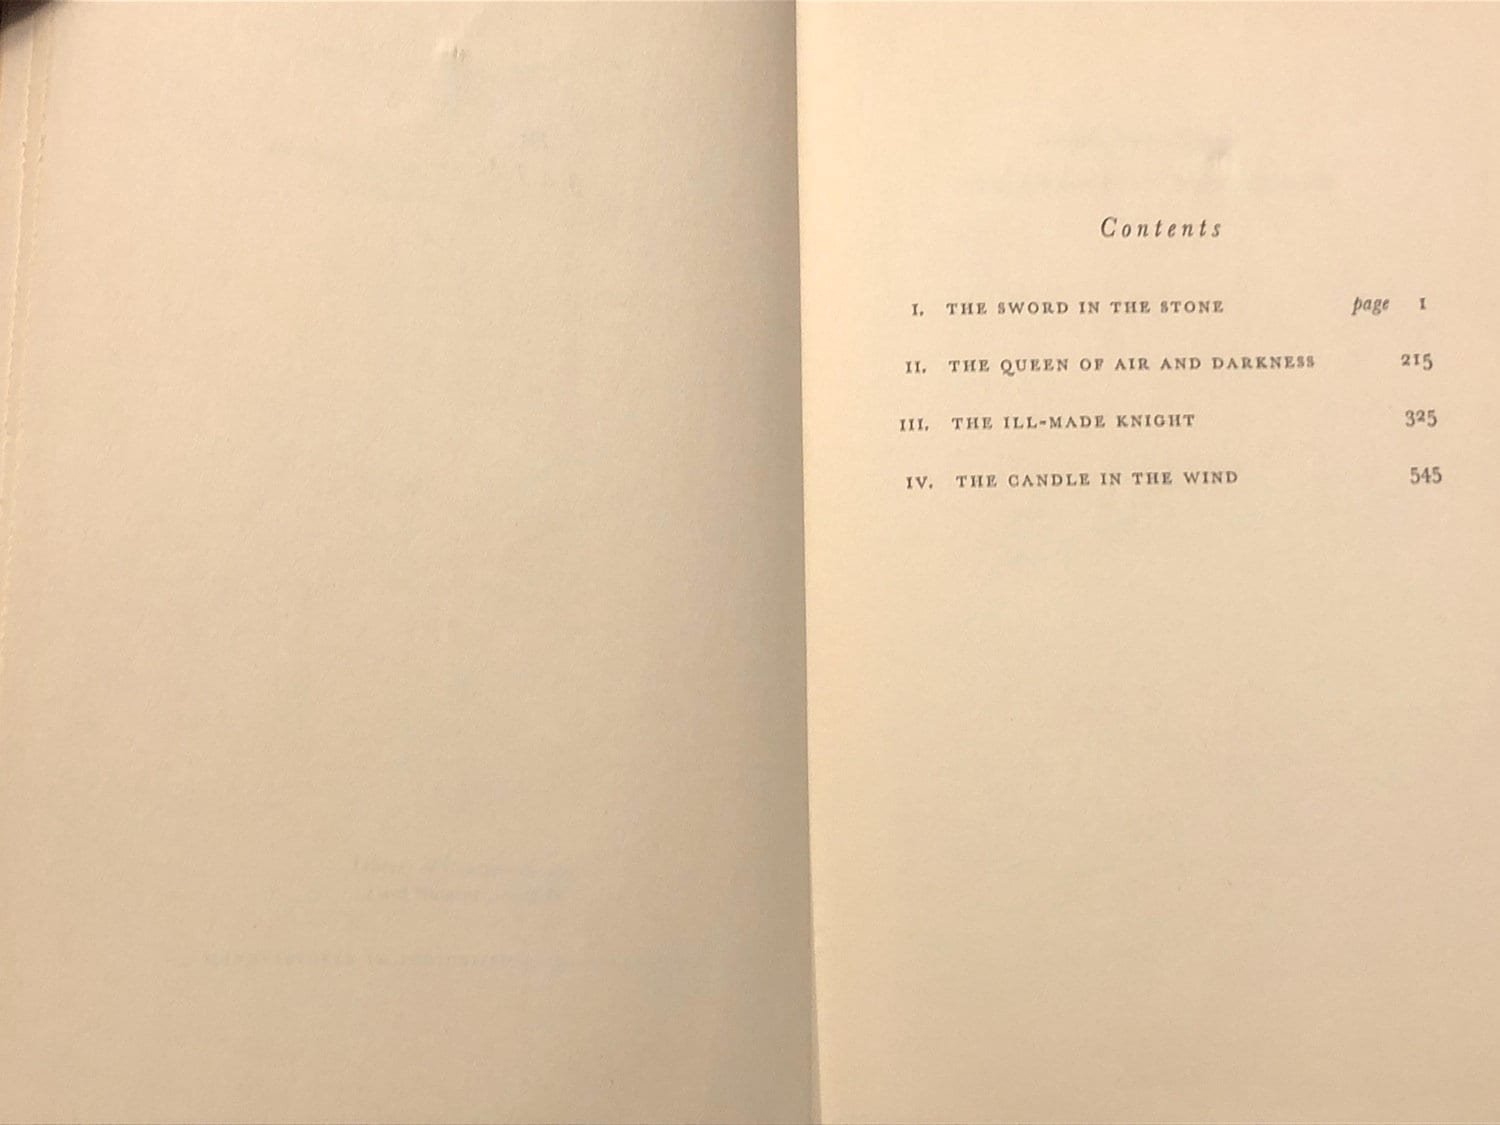 Contents
I. THE SWORD IN THE STONE page 1
II. THE QUEEN OF AIR AND DARKNESS 215
III. THE ILL-MADE KNIGHT 325
IV. THE CANDLE IN THE WIND 545